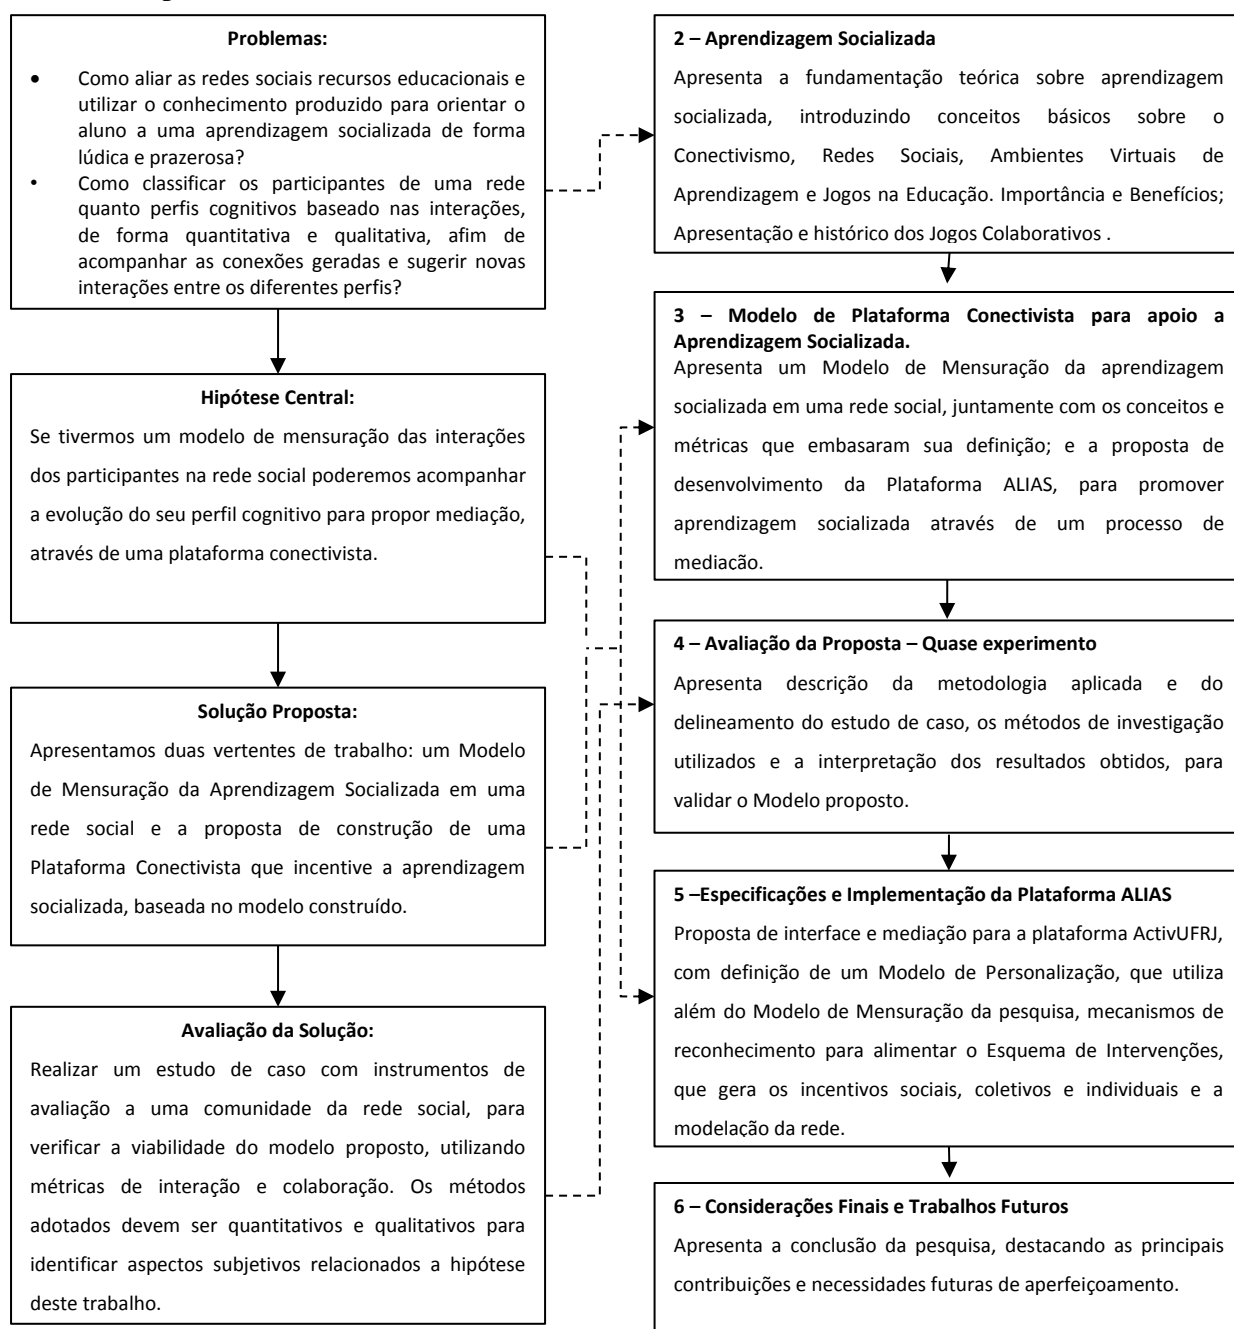 Problemas:
• Como aliar as redes sociais recursos educacionais e
utilizar o conhecimento produzido para orientar o
aluno a uma aprendizagem socializada de forma
lúdica e prazerosa?
• Como classificar os participantes de uma rede
quanto perfis cognitivos baseado nas interações,
de forma quantitativa e qualitativa, afim de
acompanhar as conexões geradas e sugerir novas
interações entre os diferentes perfis?
Hipótese Central:
Se tivermos um modelo de mensuração das interações
dos participantes na rede social poderemos acompanhar
a evolução do seu perfil cognitivo para propor mediação,
através de uma plataforma conectivista.
Solução Proposta:
Apresentamos duas vertentes de trabalho: um Modelo
de Mensuração da Aprendizagem Socializada em uma
rede social e a proposta de construção de uma
Plataforma Conectivista que incentive a aprendizagem
socializada, baseada no modelo construído.
Avaliação da Solução:
Realizar um estudo de caso com instrumentos de
avaliação a uma comunidade da rede social, para
verificar a viabilidade do modelo proposto, utilizando
métricas de interação e colaboração. Os métodos
adotados devem ser quantitativos e qualitativos para
identificar aspectos subjetivos relacionados a hipótese
deste trabalho.
2 – Aprendizagem Socializada
Apresenta a fundamentação teórica sobre aprendizagem
socializada, introduzindo conceitos básicos sobre o
Conectivismo, Redes Sociais, Ambientes Virtuais de
Aprendizagem e Jogos na Educação. Importância e Benefícios;
Apresentação e histórico dos Jogos Colaborativos .
3 – Modelo de Plataforma Conectivista para apoio a
Aprendizagem Socializada.
Apresenta um Modelo de Mensuração da aprendizagem
socializada em uma rede social, juntamente com os conceitos e
métricas que embasaram sua definição; e a proposta de
desenvolvimento da Plataforma ALIAS, para promover
aprendizagem socializada através de um processo de
mediação.
4 – Avaliação da Proposta – Quase experimento
Apresenta descrição da metodologia aplicada e do
delineamento do estudo de caso, os métodos de investigação
utilizados e a interpretação dos resultados obtidos, para
validar o Modelo proposto.
5 –Especificações e Implementação da Plataforma ALIAS
Proposta de interface e mediação para a plataforma ActivUFRJ,
com definição de um Modelo de Personalização, que utiliza
além do Modelo de Mensuração da pesquisa, mecanismos de
reconhecimento para alimentar o Esquema de Intervenções,
que gera os incentivos sociais, coletivos e individuais e a
modelação da rede.
6 – Considerações Finais e Trabalhos Futuros
Apresenta a conclusão da pesquisa, destacando as principais
contribuições e necessidades futuras de aperfeiçoamento.